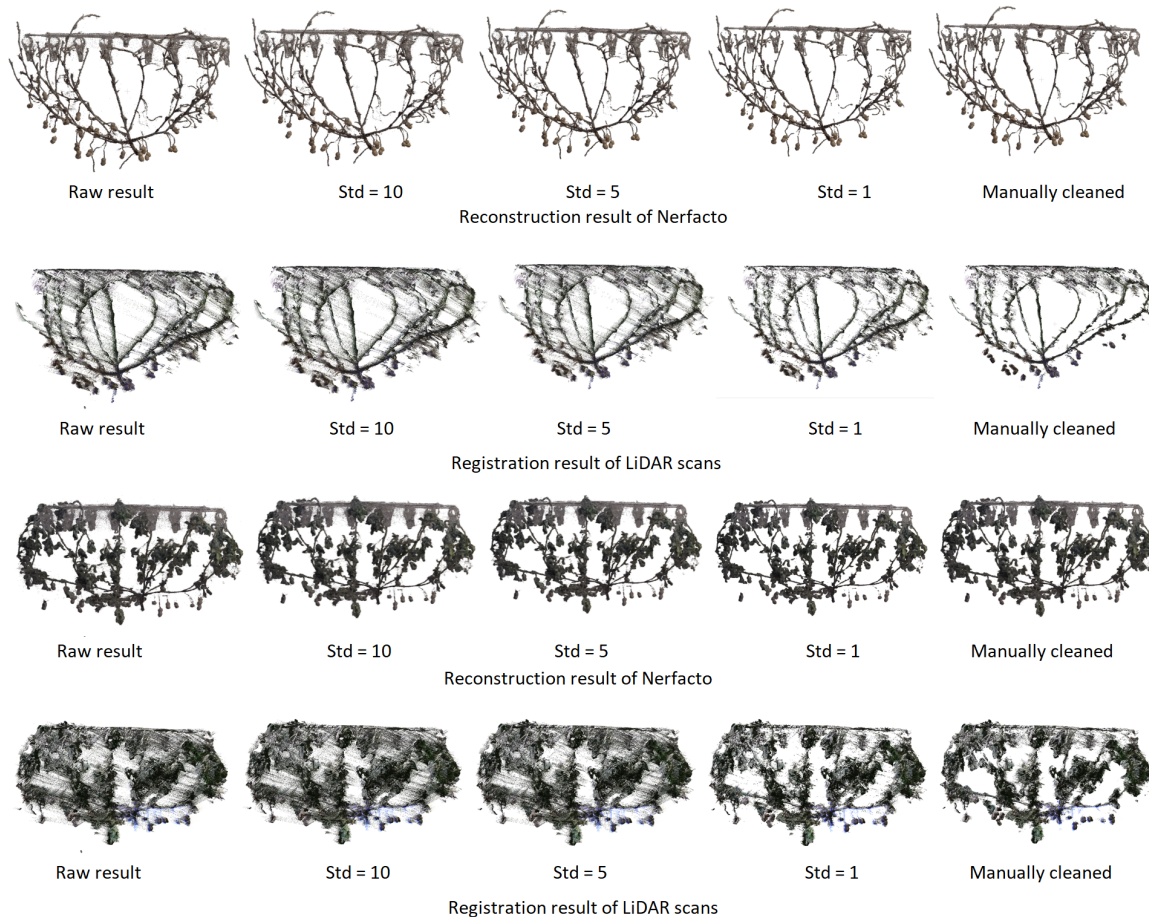 Raw result Std = 10 Std = 5 Std = 1 Manually cleaned
Reconstruction result of Nerfacto
Raw result Std = 10 Std = 5 Std = 1 Manually cleaned
Registration result of LiDAR scans
Raw result Std = 10 Std = 5 Std = 1 Manually cleaned
Reconstruction result of Nerfacto
Raw result Std = 10 Std = 5 Std = 1 Manually cleaned
Registration result of LiDAR scans